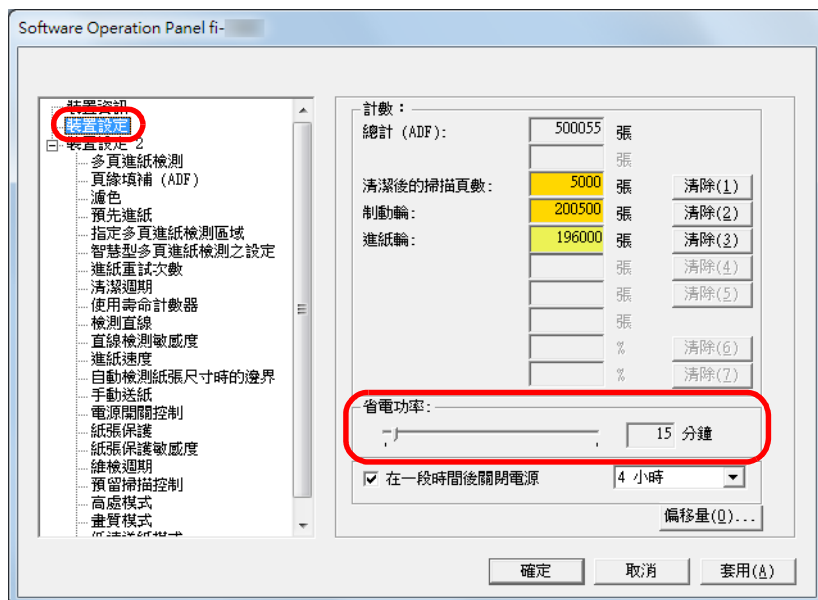 Software Operation Panel fi-
裝置資訊
裝置設定
裝置設定 2
多頁進紙檢測
頁緣填補 (ADF)
濾色
預先進紙
指定多頁進紙檢測區域
智慧型多頁進紙檢測之設定
進紙重試次數
清潔週期
使用壽命計數器
檢測直線
直線檢測敏感度
進紙速度
自動檢測紙張尺寸時的邊界
手動送紙
電源開關控制
紙張保護
紙張保護敏感度
維檢週期
預留掃描控制
高處模式
畫質模式
計數：
總計 (ADF): 500055 張
張
清潔後的掃描頁數: 5000 張 清除(1)
制動輪: 200500 張 清除(2)
進紙輪: 196000 張 清除(3)
張 清除(4)
張 清除(5)
張
% 清除(6)
% 清除(7)
省電功率:
15 分鐘
在一段時間後關閉電源 4 小時
偏移量(0)...
確定 取消 套用(A)